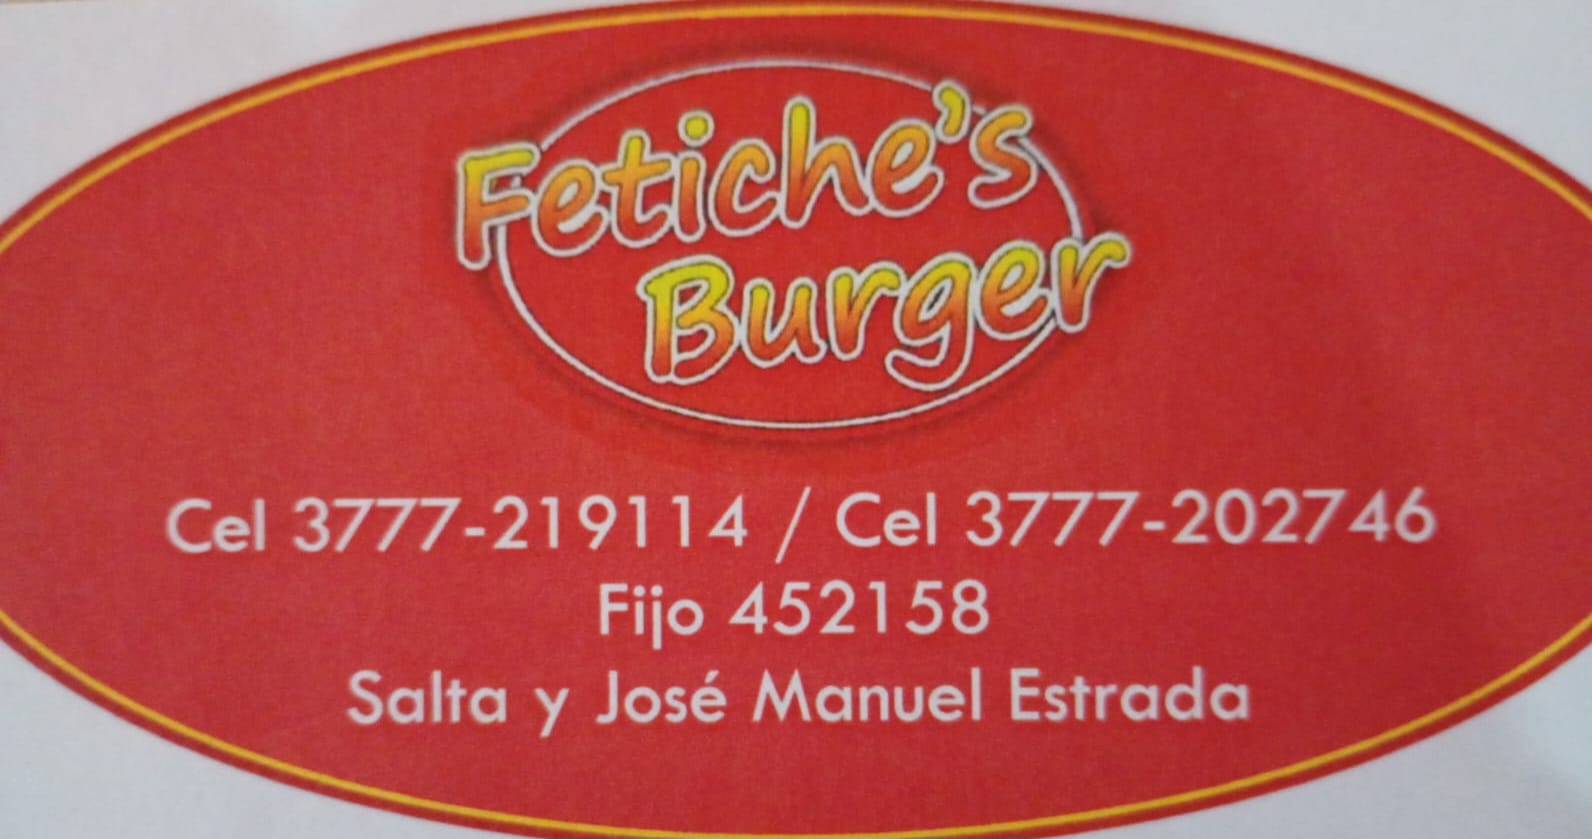 Fetiche's
Burger
Cel 3777-219114 / Cel 3777-202746
Fijo 452158
Salta y José Manuel Estrada